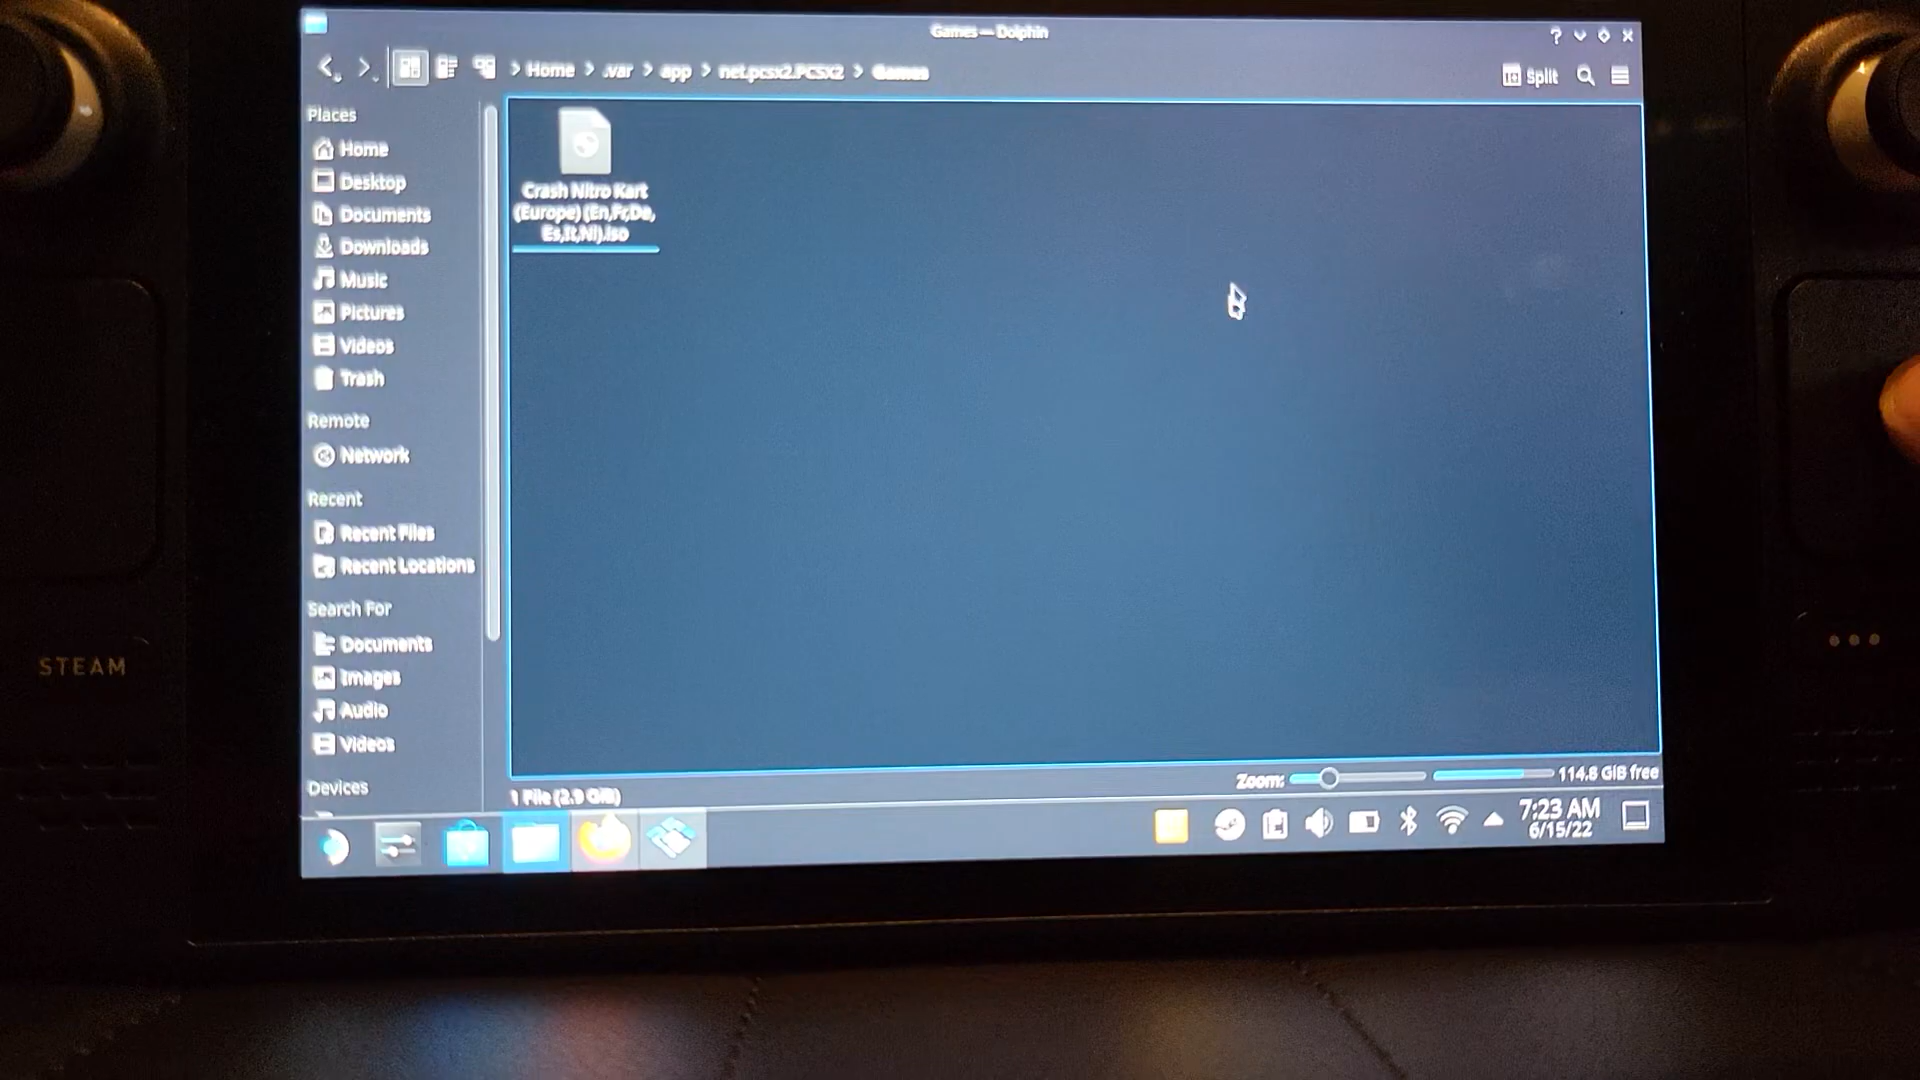 Games — Dolphin
> Home > .var > app > net.pcsx2.PCSX2 > Games
Split
Places
Home
Desktop
Documents
Downloads
Music
Pictures
Videos
Trash
Remote
Network
Recent
Recent Files
Recent Locations
Search For
Documents
Images
Audio
Videos
Devices
Crash Nitro Kart
(Europe) (En,Fr,De,
Es,It,Nl).iso
1 File (2.9 GiB)
Zoom:
114.8 GiB free
7:23 AM
6/15/22
STEAM